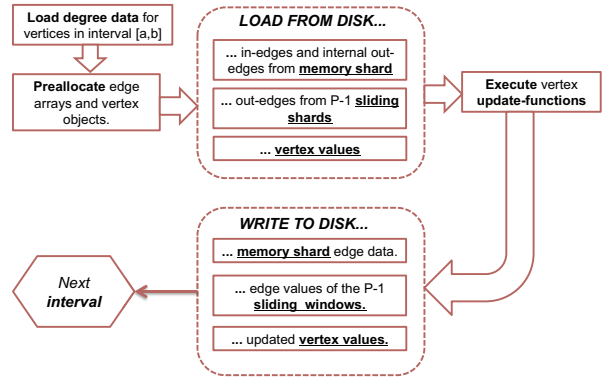 Load degree data for
vertices in interval [a,b]
Preallocate edge
arrays and vertex
objects.
LOAD FROM DISK...
... in-edges and internal out-
edges from memory shard
... out-edges from P-1 sliding
shards
... vertex values
Execute vertex
update-functions
WRITE TO DISK...
... memory shard edge data.
... edge values of the P-1
sliding windows.
... updated vertex values.
Next
interval